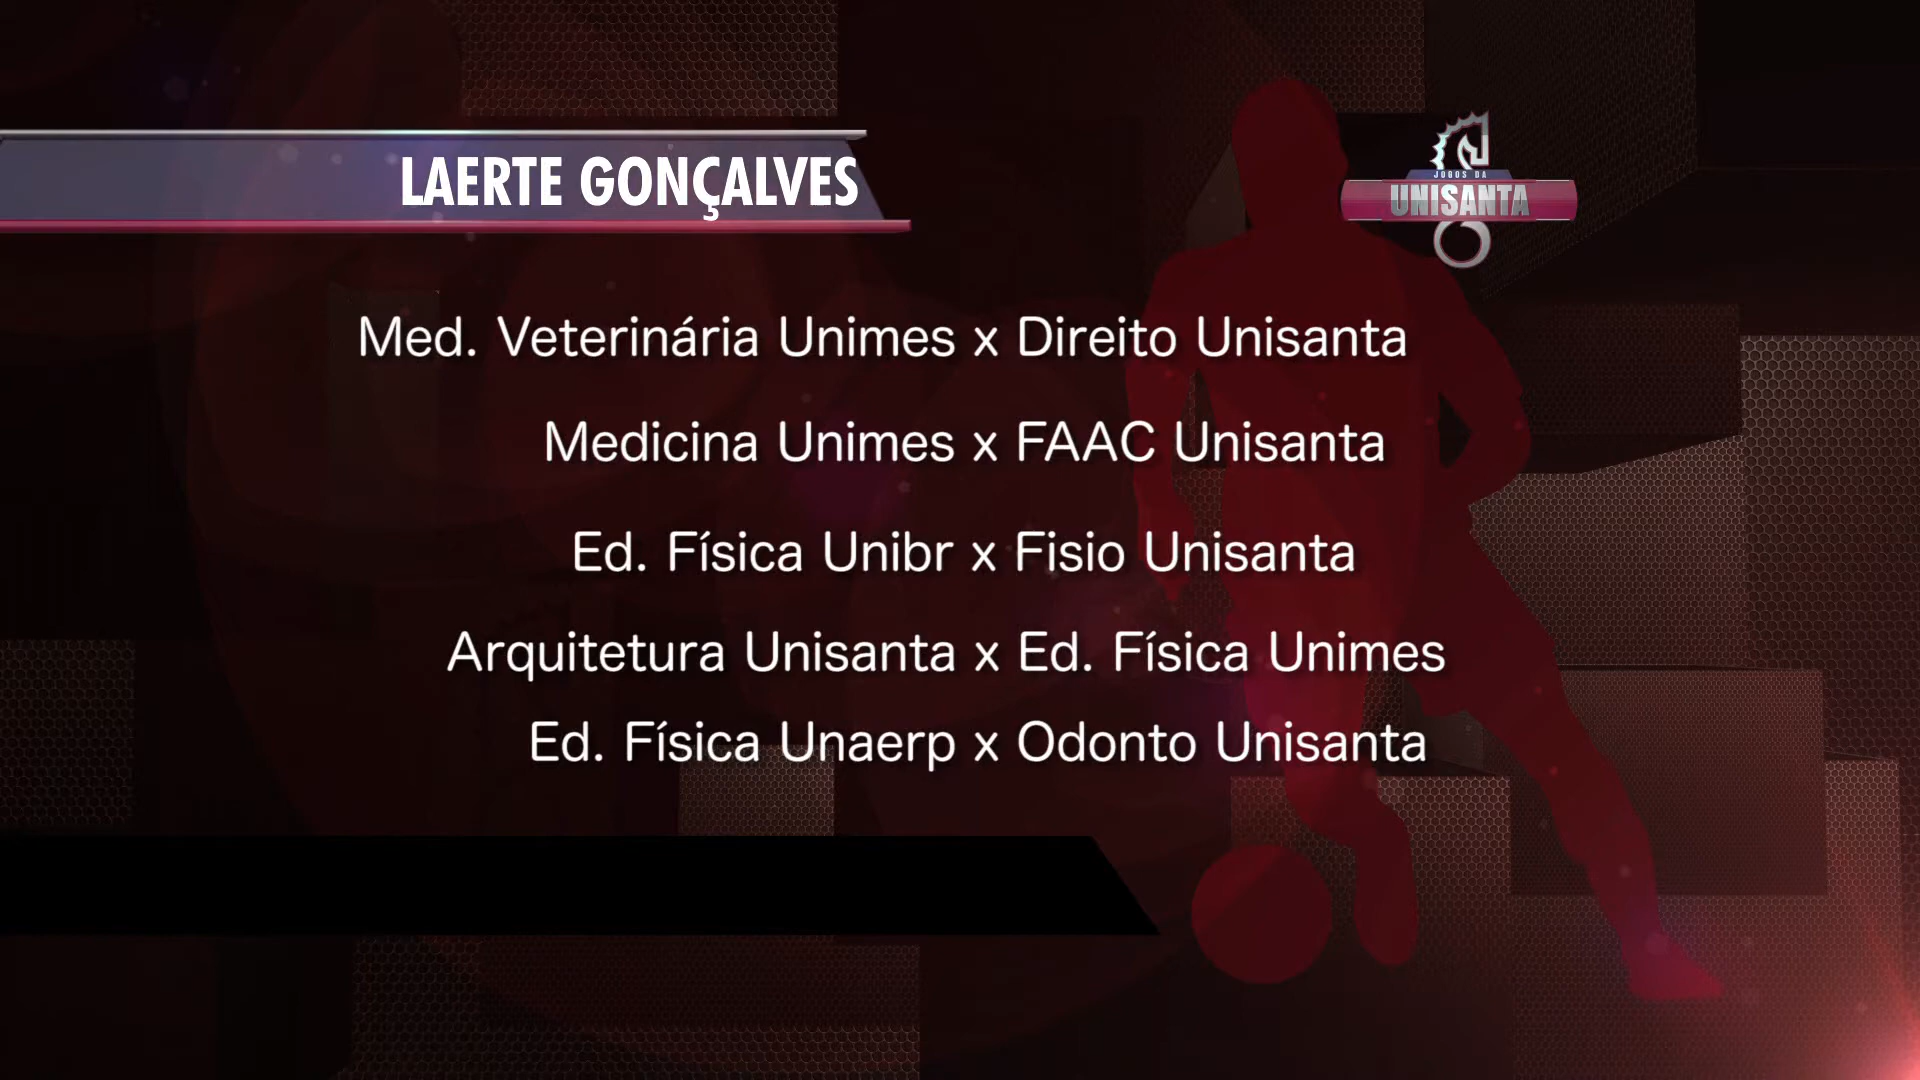 LAERTE GONÇALVES
JOGOS DA
UNISANTA
Med. Veterinária Unimes x Direito Unisanta
Medicina Unimes x FAAC Unisanta
Ed. Física Unibr x Fisio Unisanta
Arquitetura Unisanta x Ed. Física Unimes
Ed. Física Unaerp x Odonto Unisanta